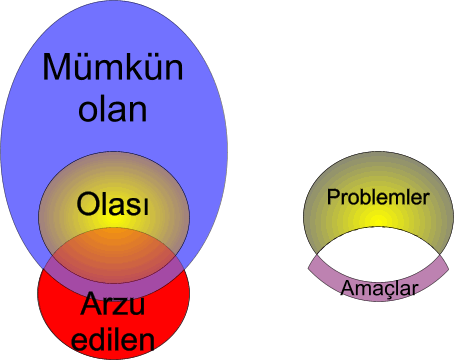 Mümkün
olan
Olası
Arzu
edilen
Problemler
Amaçlar